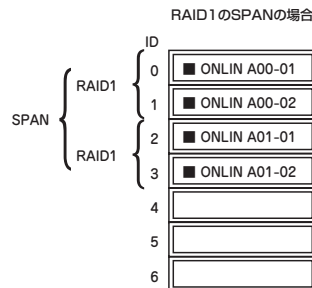 RAID1のSPANの場合
ID
0 ■ ONLIN A00-01
RAID1
1 ■ ONLIN A00-02
SPAN
2 ■ ONLIN A01-01
RAID1
3 ■ ONLIN A01-02
4
5
6